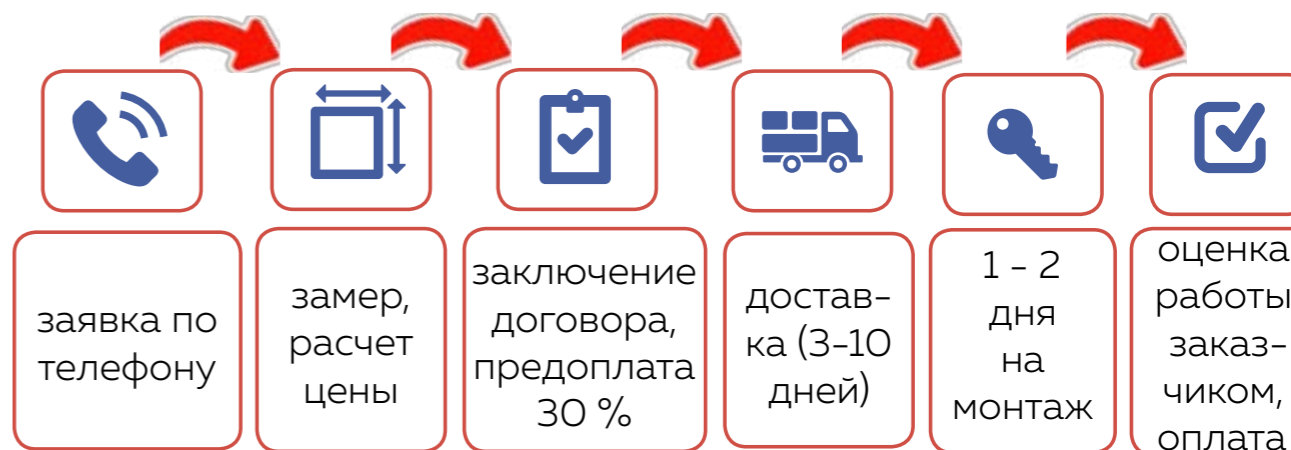 заявка по
телефону
замер,
расчет
цены
заключение
договора,
предоплата
30 %
достав-
ка (3-10
дней)
1 - 2
дня
на
монтаж
оценка
работы
заказ-
чиком,
оплата